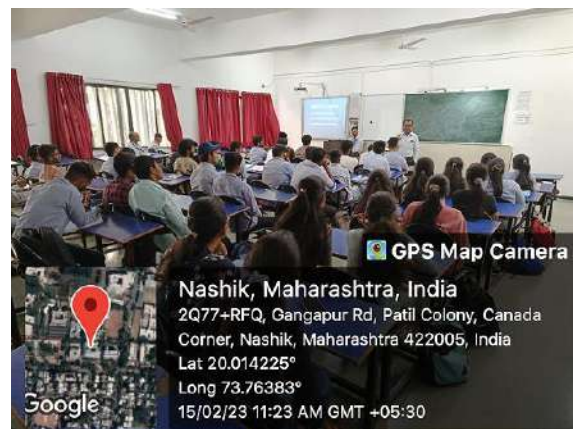 GPS Map Camera
Nashik, Maharashtra, India
2Q77+RFQ, Gangapur Rd, Patil Colony, Canada
Corner, Nashik, Maharashtra 422005, India
Lat 20.014225°
Long 73.76383°
15/02/23 11:23 AM GMT +05:30
Google